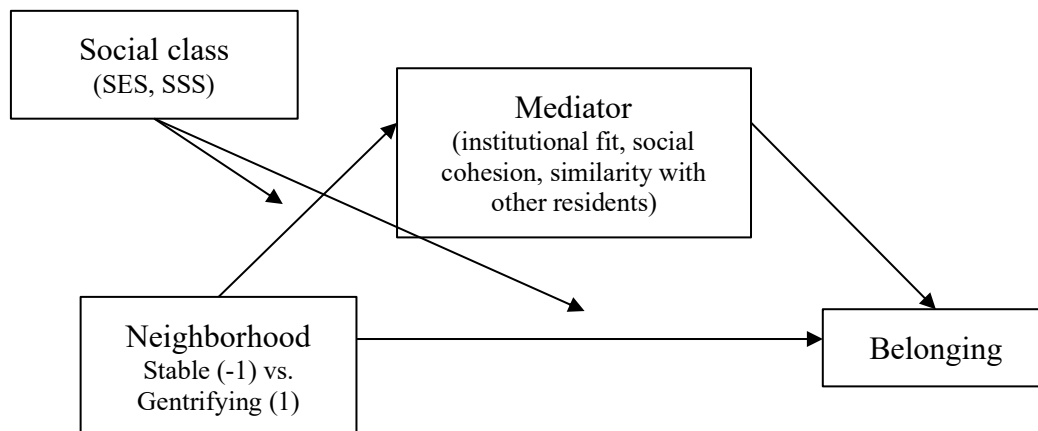 Social class
(SES, SSS)
Mediator
(institutional fit, social
cohesion, similarity with
other residents)
Neighborhood
Stable (-1) vs.
Gentrifying (1)
Belonging